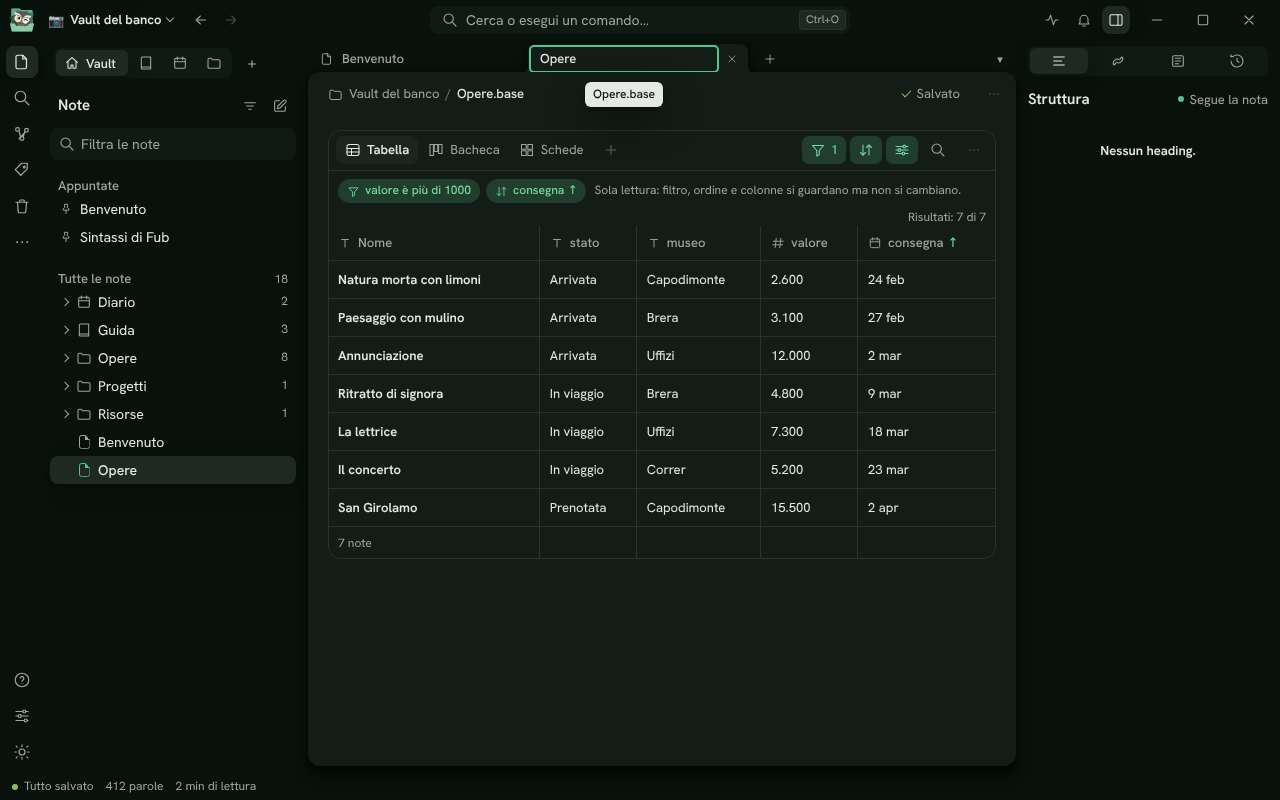 Vault del banco
Cerca o esegui un comando…
Ctrl+O
Vault
Benvenuto
Opere
Note
Vault del banco / Opere.base
Opere.base
Salvato
Struttura
Segue la nota
Filtra le note
Nessun heading.
Tabella
Bacheca
Schede
1
Appuntate
Benvenuto
Sintassi di Fub
valore è più di 1000
consegna ↑
Sola lettura: filtro, ordine e colonne si guardano ma non si cambiano.
Risultati: 7 di 7
Nome stato museo valore consegna ↑
Tutte le note 18
Diario 2
Guida 3
Opere 8
Progetti 1
Risorse 1
Benvenuto
Opere
Natura morta con limoni Arrivata Capodimonte 2.600 24 feb
Paesaggio con mulino Arrivata Brera 3.100 27 feb
Annunciazione Arrivata Uffizi 12.000 2 mar
Ritratto di signora In viaggio Brera 4.800 9 mar
La lettrice In viaggio Uffizi 7.300 18 mar
Il concerto In viaggio Correr 5.200 23 mar
San Girolamo Prenotata Capodimonte 15.500 2 apr
7 note
Tutto salvato 412 parole 2 min di lettura